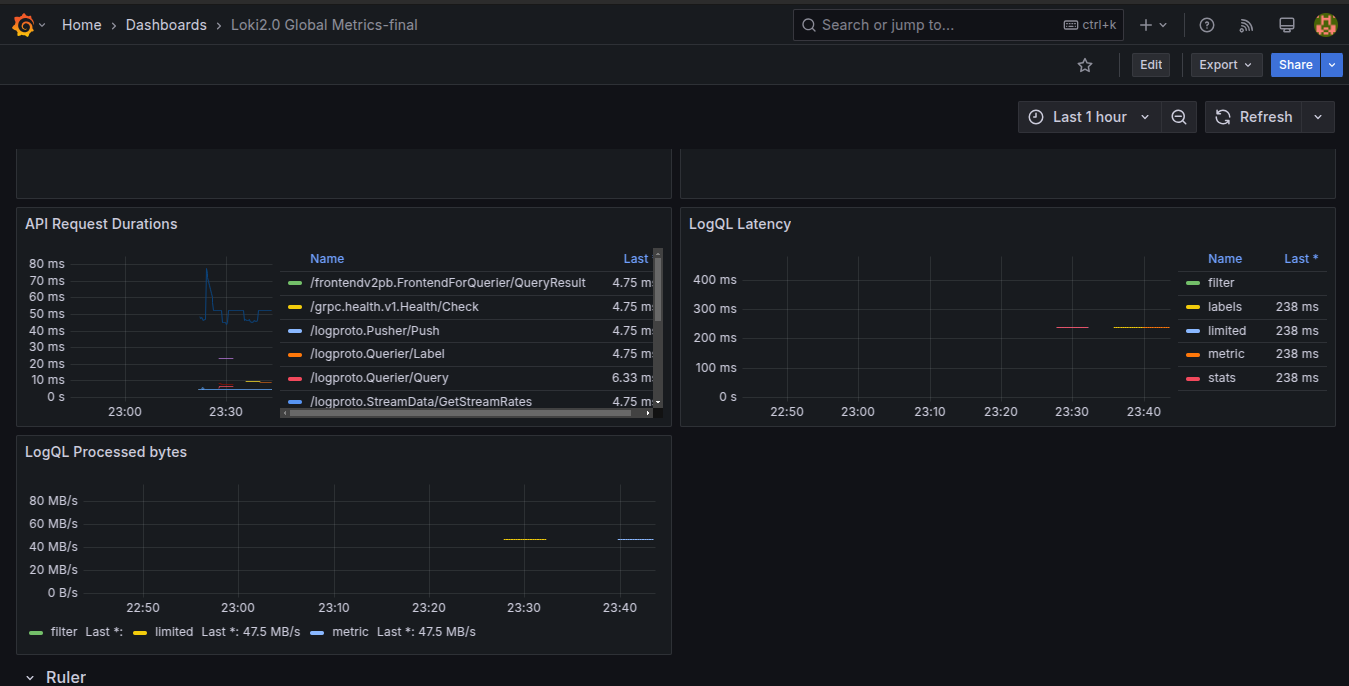 Home › Dashboards › Loki2.0 Global Metrics-final
Search or jump to... ctrl+k
Edit Export Share
Last 1 hour Refresh
API Request Durations
80 ms
70 ms
60 ms
50 ms
40 ms
30 ms
20 ms
10 ms
0 s
23:00 23:30
Name Last
/frontendv2pb.FrontendForQuerier/QueryResult 4.75 ms
/grpc.health.v1.Health/Check 4.75 ms
/logproto.Pusher/Push 4.75 ms
/logproto.Querier/Label 4.75 ms
/logproto.Querier/Query 6.33 ms
/logproto.StreamData/GetStreamRates 4.75 ms
LogQL Latency
400 ms
300 ms
200 ms
100 ms
0 s
22:50 23:00 23:10 23:20 23:30 23:40
Name Last *
filter
labels 238 ms
limited 238 ms
metric 238 ms
stats 238 ms
LogQL Processed bytes
80 MB/s
60 MB/s
40 MB/s
20 MB/s
0 B/s
22:50 23:00 23:10 23:20 23:30 23:40
filter Last *: limited Last *: 47.5 MB/s metric Last *: 47.5 MB/s
Ruler